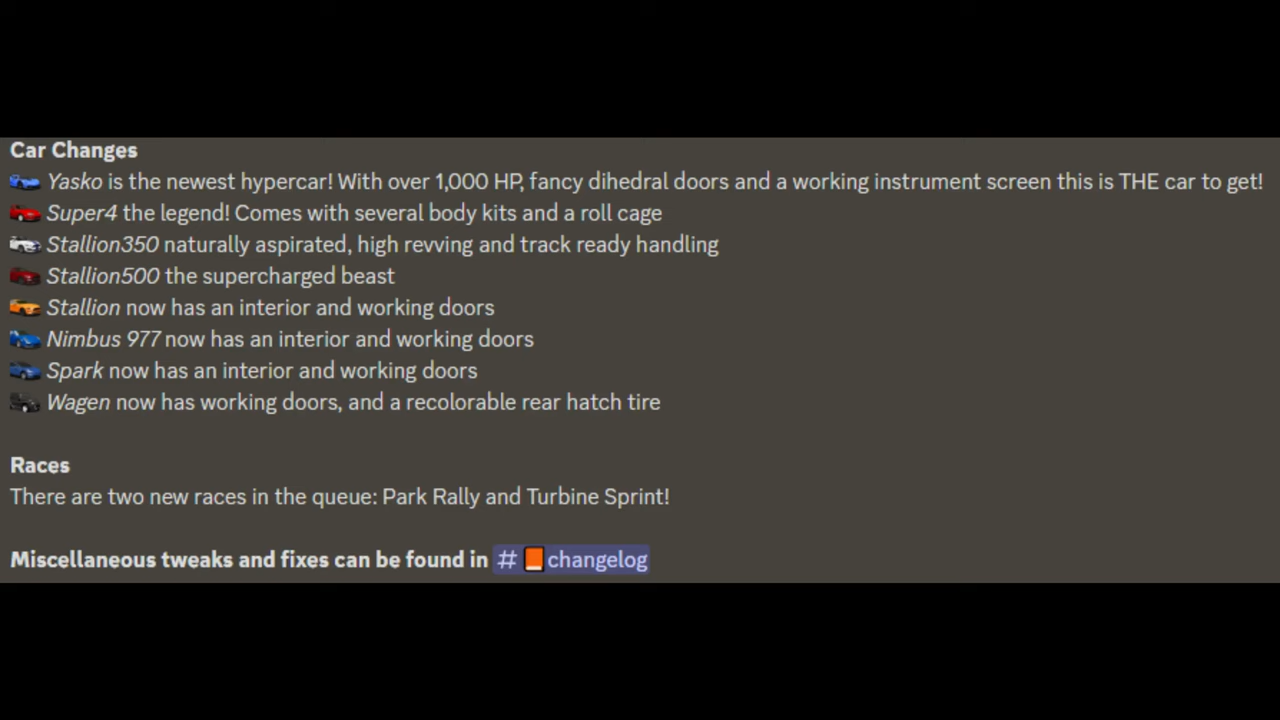 Car Changes
Yasko is the newest hypercar! With over 1,000 HP, fancy dihedral doors and a working instrument screen this is THE car to get!
Super4 the legend! Comes with several body kits and a roll cage
Stallion350 naturally aspirated, high revving and track ready handling
Stallion500 the supercharged beast
Stallion now has an interior and working doors
Nimbus 977 now has an interior and working doors
Spark now has an interior and working doors
Wagen now has working doors, and a recolorable rear hatch tire
Races
There are two new races in the queue: Park Rally and Turbine Sprint!
Miscellaneous tweaks and fixes can be found in # 📙changelog